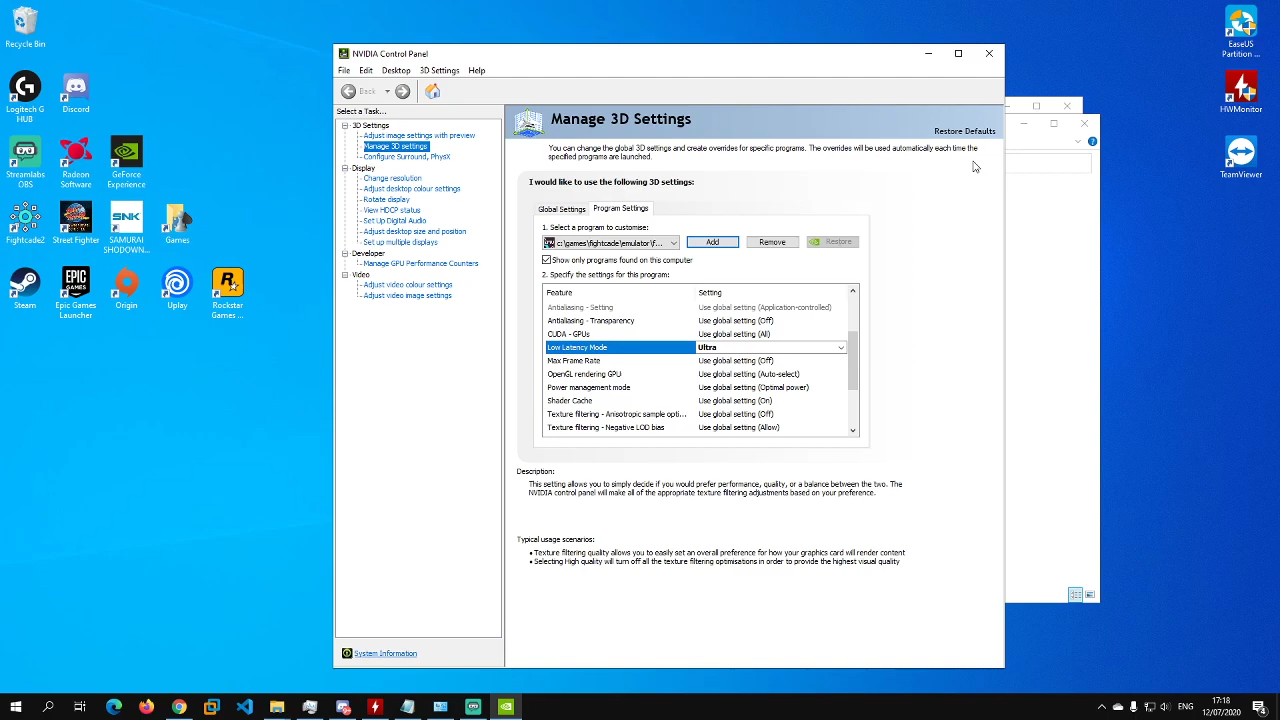 Recycle Bin
Logitech G
HUB
Discord
Streamlabs
OBS
Radeon
Software
GeForce
Experience
Fightcade2
Street Fighter
SNK
SAMURAI
SHODOWN...
Games
Steam
EPIC
GAMES
Epic Games
Launcher
Origin
Uplay
Rockstar
Games ...
EaseUS
Partition ...
HWMonitor
TeamViewer
NVIDIA Control Panel
File Edit Desktop 3D Settings Help
Back
Select a Task...
3D Settings
Adjust image settings with preview
Manage 3D settings
Configure Surround, PhysX
Display
Change resolution
Adjust desktop colour settings
Rotate display
View HDCP status
Set Up Digital Audio
Adjust desktop size and position
Set up multiple displays
Developer
Manage GPU Performance Counters
Video
Adjust video colour settings
Adjust video image settings
System Information
Manage 3D Settings
Restore Defaults
You can change the global 3D settings and create overrides for specific programs. The overrides will be used automatically each time the
specified programs are launched.
I would like to use the following 3D settings:
Global Settings Program Settings
1. Select a program to customise:
c:\games\fightcade\emulator\f... Add Remove Restore
Show only programs found on this computer
2. Specify the settings for this program:
Feature Setting
Antialiasing - Setting Use global setting (Application-controlled)
Antialiasing - Transparency Use global setting (Off)
CUDA - GPUs Use global setting (All)
Low Latency Mode Ultra
Max Frame Rate Use global setting (Off)
OpenGL rendering GPU Use global setting (Auto-select)
Power management mode Use global setting (Optimal power)
Shader Cache Use global setting (On)
Texture filtering - Anisotropic sample opti... Use global setting (Off)
Texture filtering - Negative LOD bias Use global setting (Allow)
Description:
This setting allows you to simply decide if you would prefer performance, quality, or a balance between the two. The
NVIDIA control panel will make all of the appropriate texture filtering adjustments based on your preference.
Typical usage scenarios:
• Texture filtering quality allows you to easily set an overall preference for how your graphics card will render content
• Selecting High quality will turn off all the texture filtering optimisations in order to provide the highest visual quality
17:18
12/07/2020